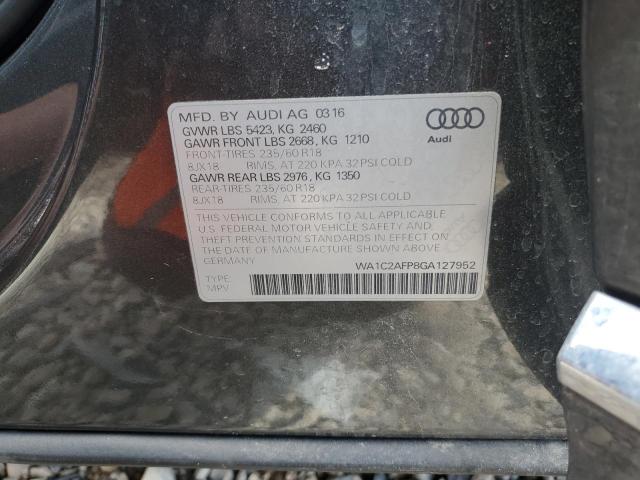 MFD. BY AUDI AG 03 16
GVWR LBS 5423, KG 2460
GAWR FRONT LBS 2668, KG 1210
FRONT-TIRES 235/60 R18
8JX18 RIMS, AT 220 KPA 32 PSI COLD
GAWR REAR LBS 2976, KG 1350
REAR-TIRES 235/60 R18
8JX18 RIMS, AT 220 KPA 32 PSI COLD
THIS VEHICLE CONFORMS TO ALL APPLICABLE
U.S. FEDERAL MOTOR VEHICLE SAFETY AND
THEFT PREVENTION STANDARDS IN EFFECT ON THE
DATE OF MANUFACTURE SHOWN ABOVE
GERMANY
Audi
WA1C2AFP8GA127952
TYPE:
MPV